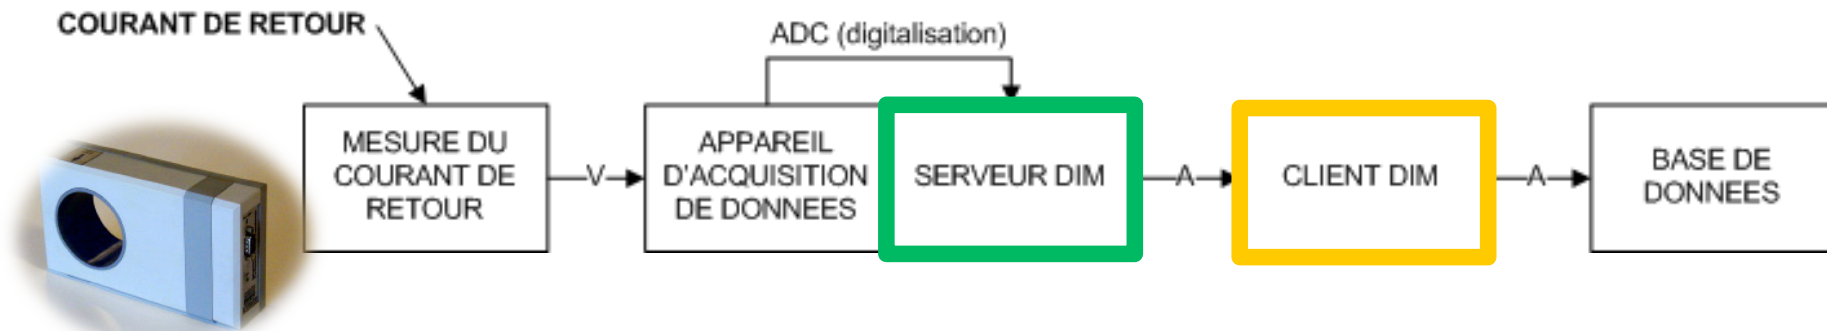 COURANT DE RETOUR
ADC (digitalisation)
MESURE DU
COURANT DE
RETOUR
V
APPAREIL
D'ACQUISITION
DE DONNEES
SERVEUR DIM
A
CLIENT DIM
A
BASE DE
DONNEES